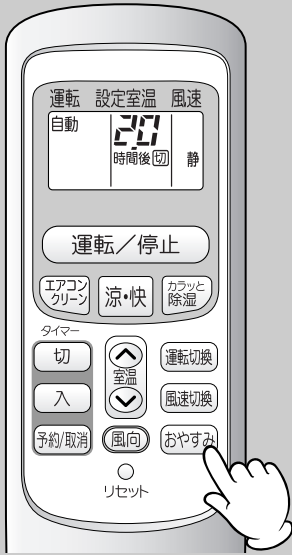 運転 設定室温 風速
自動 2.0
時間後切 静
運転／停止
エアコンクリーン 涼・快 カラッと除湿
タイマー
切 室温 運転切換
入 風速切換
予約/取消 風向 おやすみ
リセット